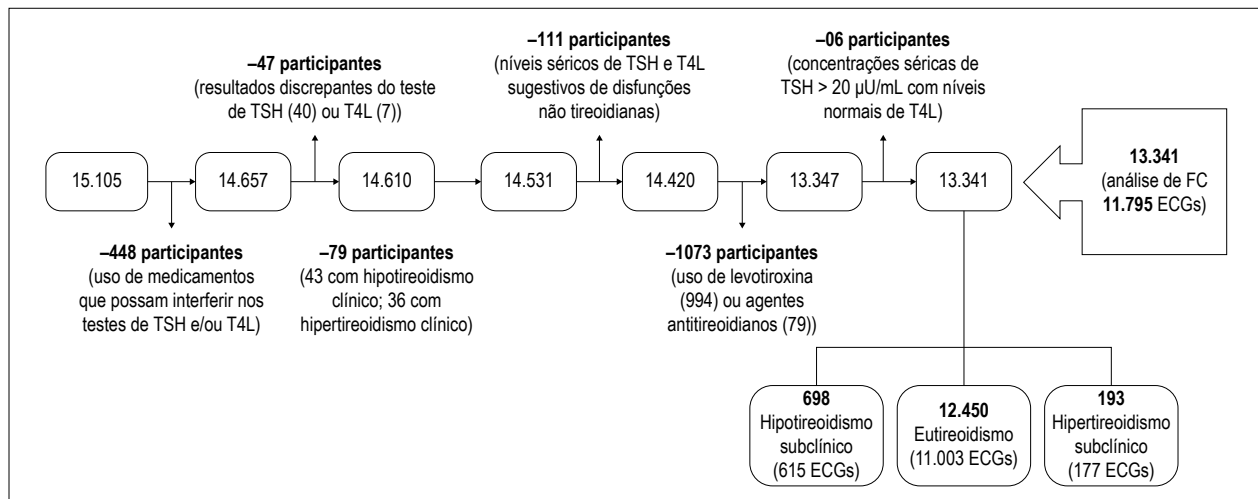 –47 participantes
(resultados discrepantes do teste
de TSH (40) ou T4L (7))
–111 participantes
(níveis séricos de TSH e T4L
sugestivos de disfunções
não tireoidianas)
–06 participantes
(concentrações séricas de
TSH > 20 µU/mL com níveis
normais de T4L)
15.105
14.657
14.610
14.531
14.420
13.347
13.341
13.341
(análise de FC
11.795 ECGs)
–448 participantes
(uso de medicamentos
que possam interferir nos
testes de TSH e/ou T4L)
–79 participantes
(43 com hipotireoidismo
clínico; 36 com
hipertireoidismo clínico)
–1073 participantes
(uso de levotiroxina
(994) ou agentes
antitireoidianos (79))
698
Hipotireoidismo
subclínico
(615 ECGs)
12.450
Eutireoidismo
(11.003 ECGs)
193
Hipertireoidismo
subclínico
(177 ECGs)